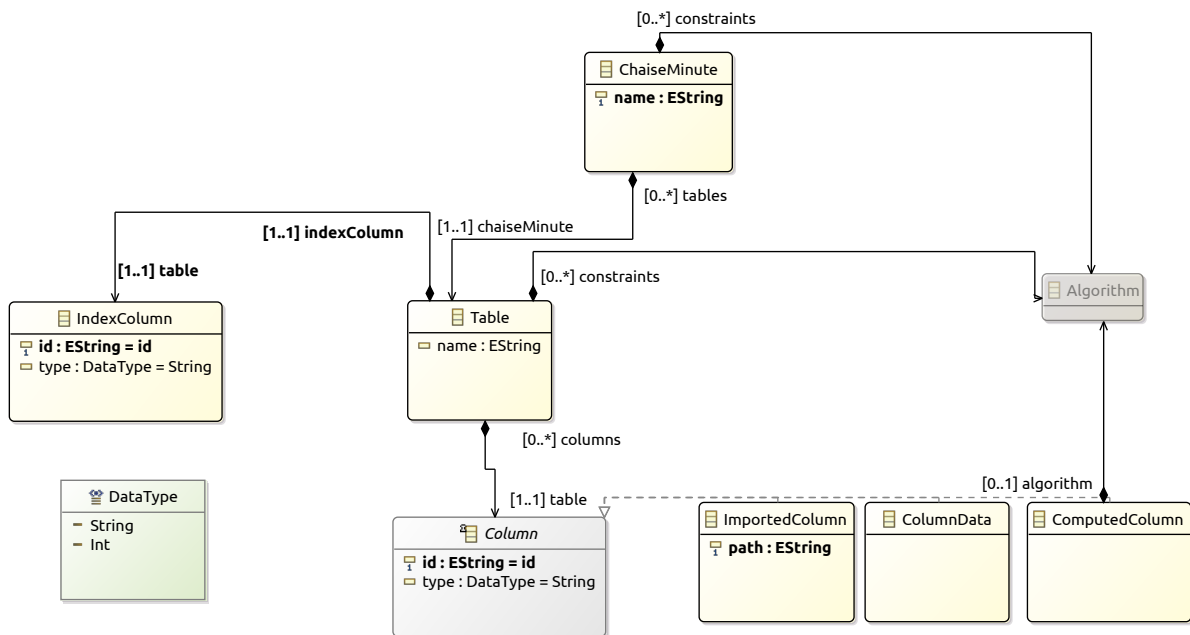 [0..*] constraints
ChaiseMinute
name : EString
[0..*] tables
[1..1] chaiseMinute
[1..1] indexColumn
[1..1] table
[0..*] constraints
Algorithm
IndexColumn
id : EString = id
type : DataType = String
Table
name : EString
[0..*] columns
[1..1] table
[0..1] algorithm
DataType
String
Int
Column
id : EString = id
type : DataType = String
ImportedColumn
path : EString
ColumnData
ComputedColumn